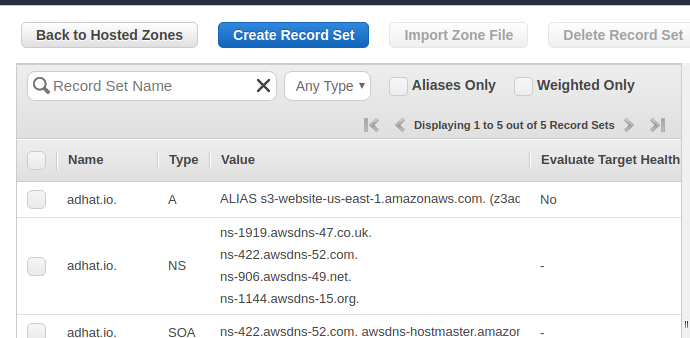 Back to Hosted Zones Create Record Set Import Zone File Delete Record Set
Record Set Name Any Type Aliases Only Weighted Only
Displaying 1 to 5 out of 5 Record Sets
Name Type Value Evaluate Target Health
adhat.io. A ALIAS s3-website-us-east-1.amazonaws.com. (z3ac No
ns-1919.awsdns-47.co.uk.
ns-422.awsdns-52.com.
adhat.io. NS -
ns-906.awsdns-49.net.
ns-1144.awsdns-15.org.
adhat.io. SOA ns-422.awsdns-52.com. awsdns-hostmaster.amazor -